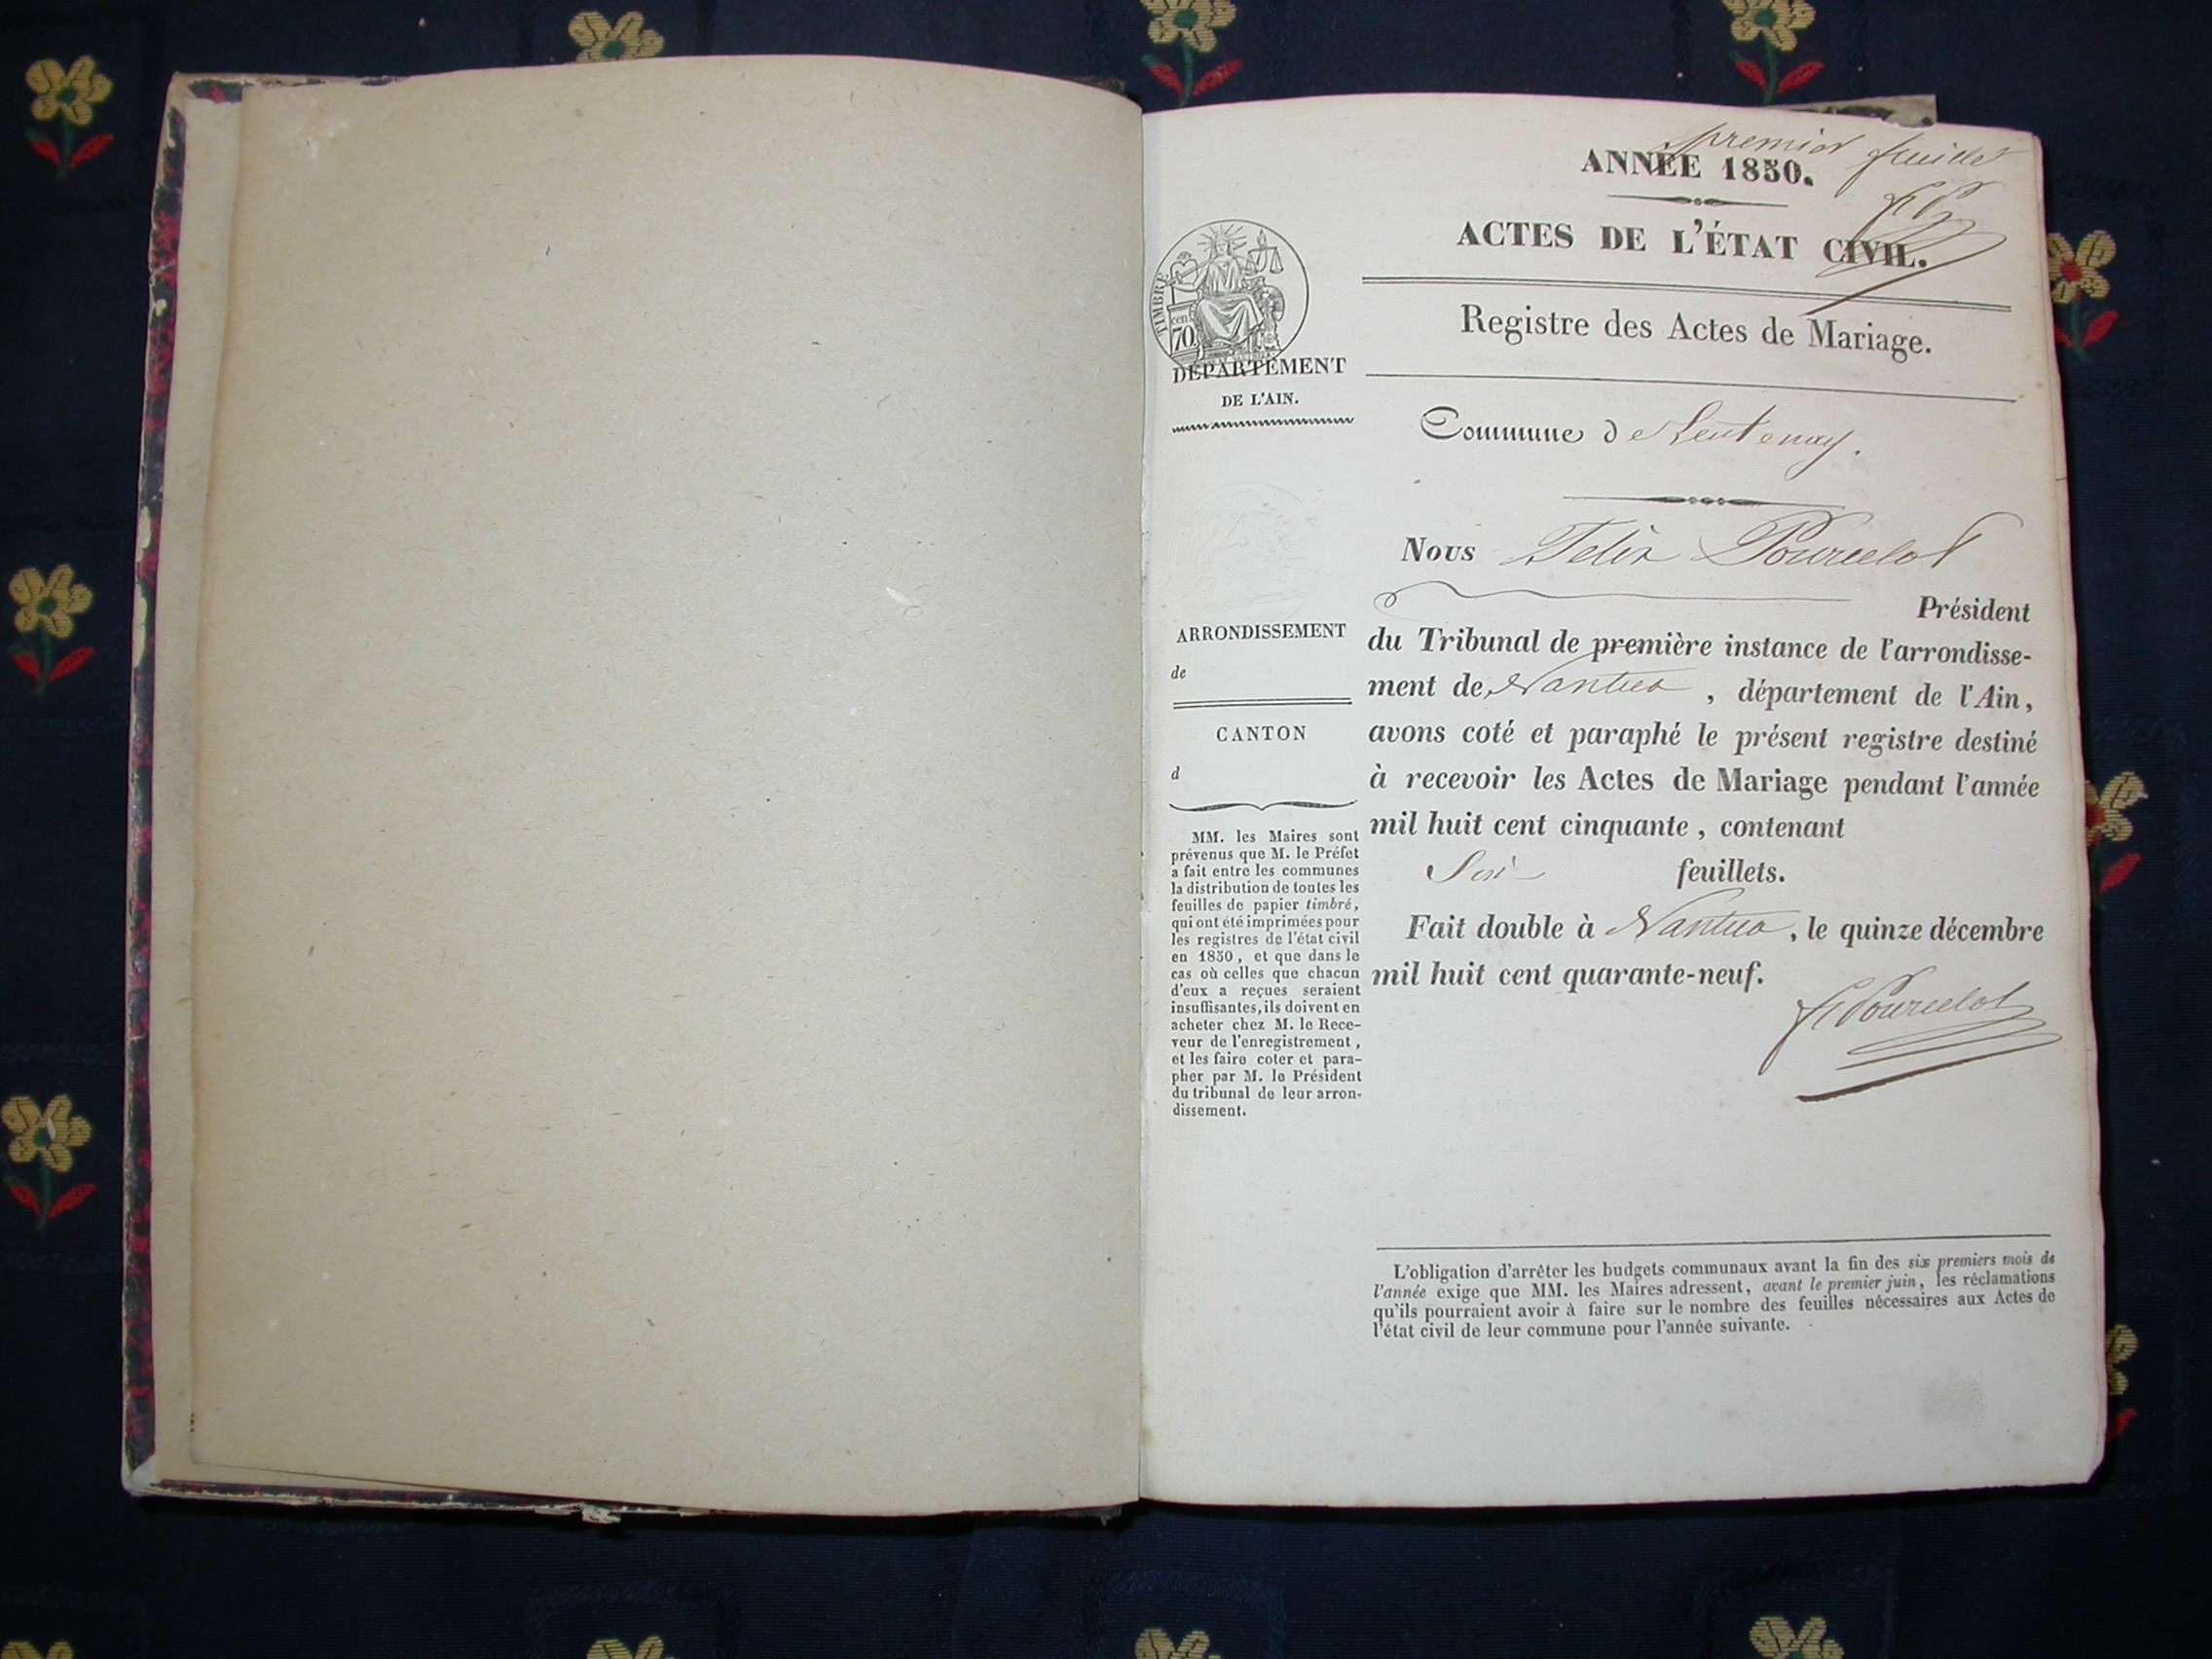 premier feuillet
ANNÉE 1850.
ACTES DE L'ÉTAT CIVIL.
Registre des Actes de Mariage.
TIMBRE
cen
70
DÉPARTEMENT
DE L'AIN.
Commune de Leutenay.
Nous Félix Pourcelot
Président
du Tribunal de première instance de l'arrondisse-
ment de Nantua, département de l'Ain,
avons coté et paraphé le présent registre destiné
à recevoir les Actes de Mariage pendant l'année
mil huit cent cinquante, contenant
Six feuillets.
Fait double à Nantua, le quinze décembre
mil huit cent quarante-neuf.
F Pourcelot
ARRONDISSEMENT
de
CANTON
d
MM. les Maires sont
prévenus que M. le Préfet
a fait entre les communes
la distribution de toutes les
feuilles de papier timbré,
qui ont été imprimées pour
les registres de l'état civil
en 1850, et que dans le
cas où celles que chacun
d'eux a reçues seraient
insuffisantes, ils doivent en
acheter chez M. le Rece-
veur de l'enregistrement,
et les faire coter et para-
pher par M. le Président
du tribunal de leur arron-
dissement.
L'obligation d'arrêter les budgets communaux avant la fin des six premiers mois de
l'année exige que MM. les Maires adressent, avant le premier juin, les réclamations
qu'ils pourraient avoir à faire sur le nombre des feuilles nécessaires aux Actes de
l'état civil de leur commune pour l'année suivante.